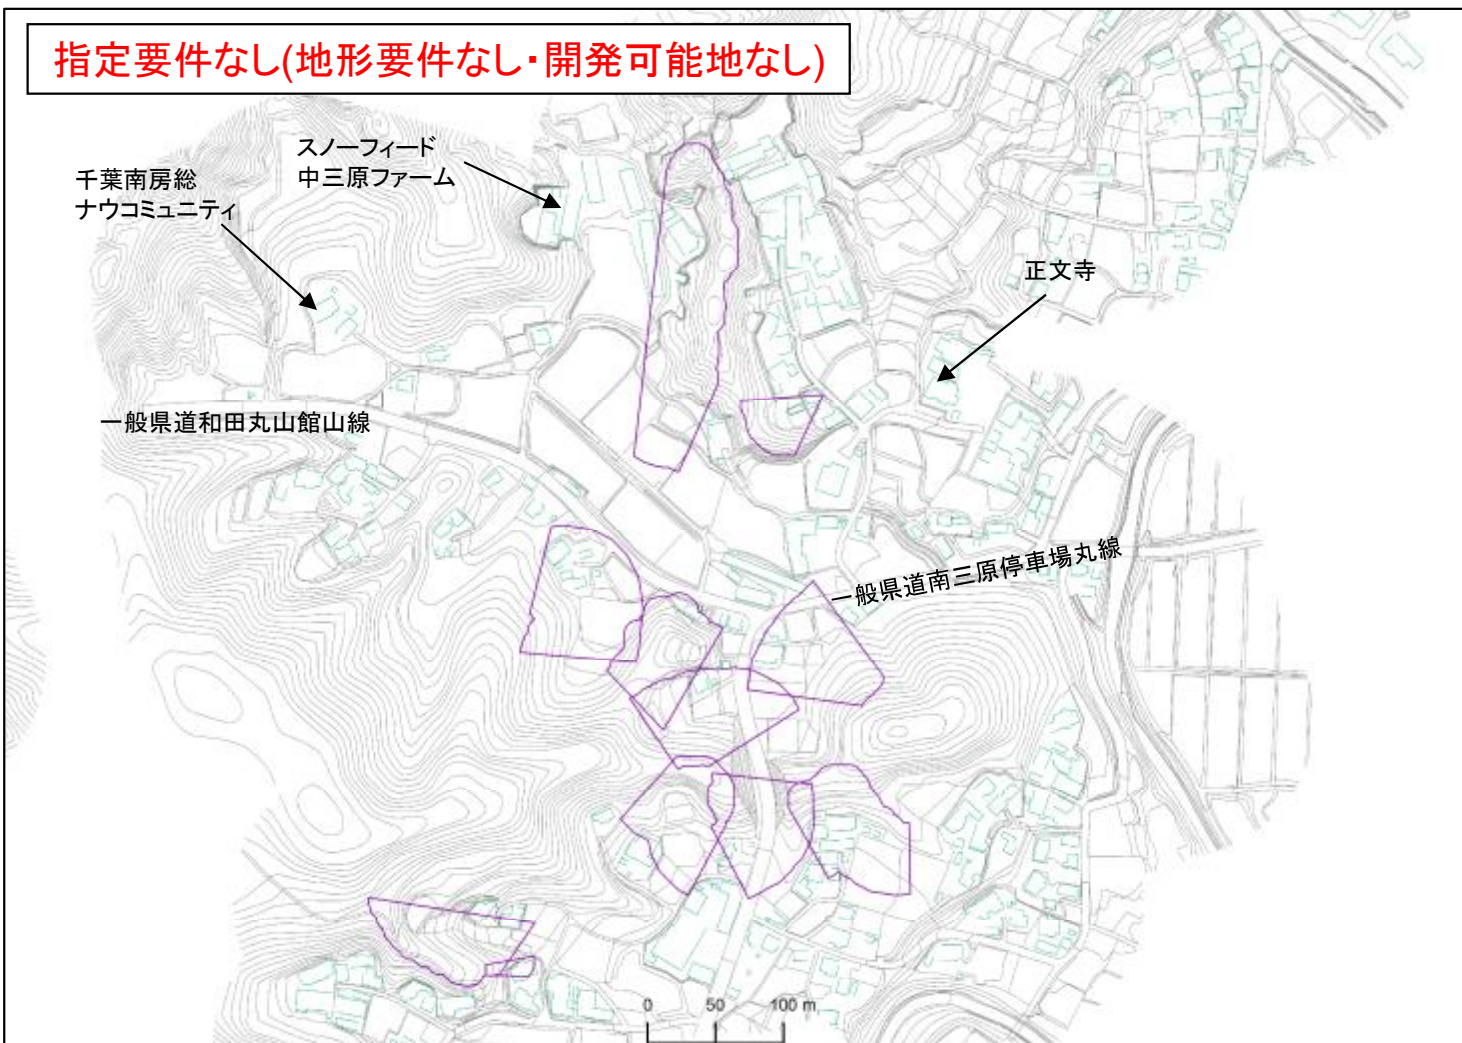 指定要件なし(地形要件なし・開発可能地なし)
スノーフィード
中三原ファーム
千葉南房総
ナウコミュニティ
正文寺
一般県道和田丸山館山線
一般県道南三原停車場丸線
0 50 100 m